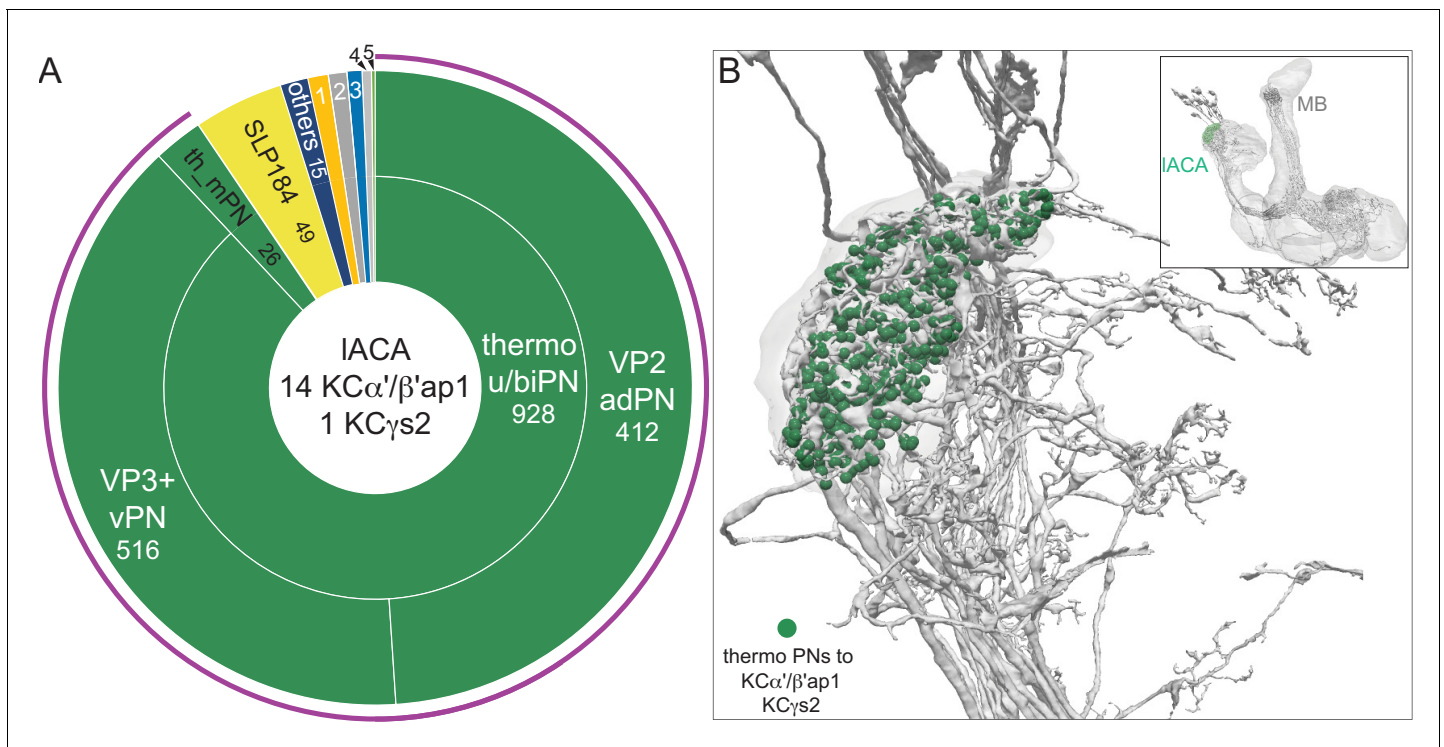 A
4 5
others 15
1
2
3
SLP184 49
th_mPN 26
lACA
14 KCα'/β'ap1
1 KCγs2
thermo
u/biPN
928
VP2
adPN
412
VP3+
vPN
516
B
MB
lACA
thermo PNs to
KCα'/β'ap1
KCγs2